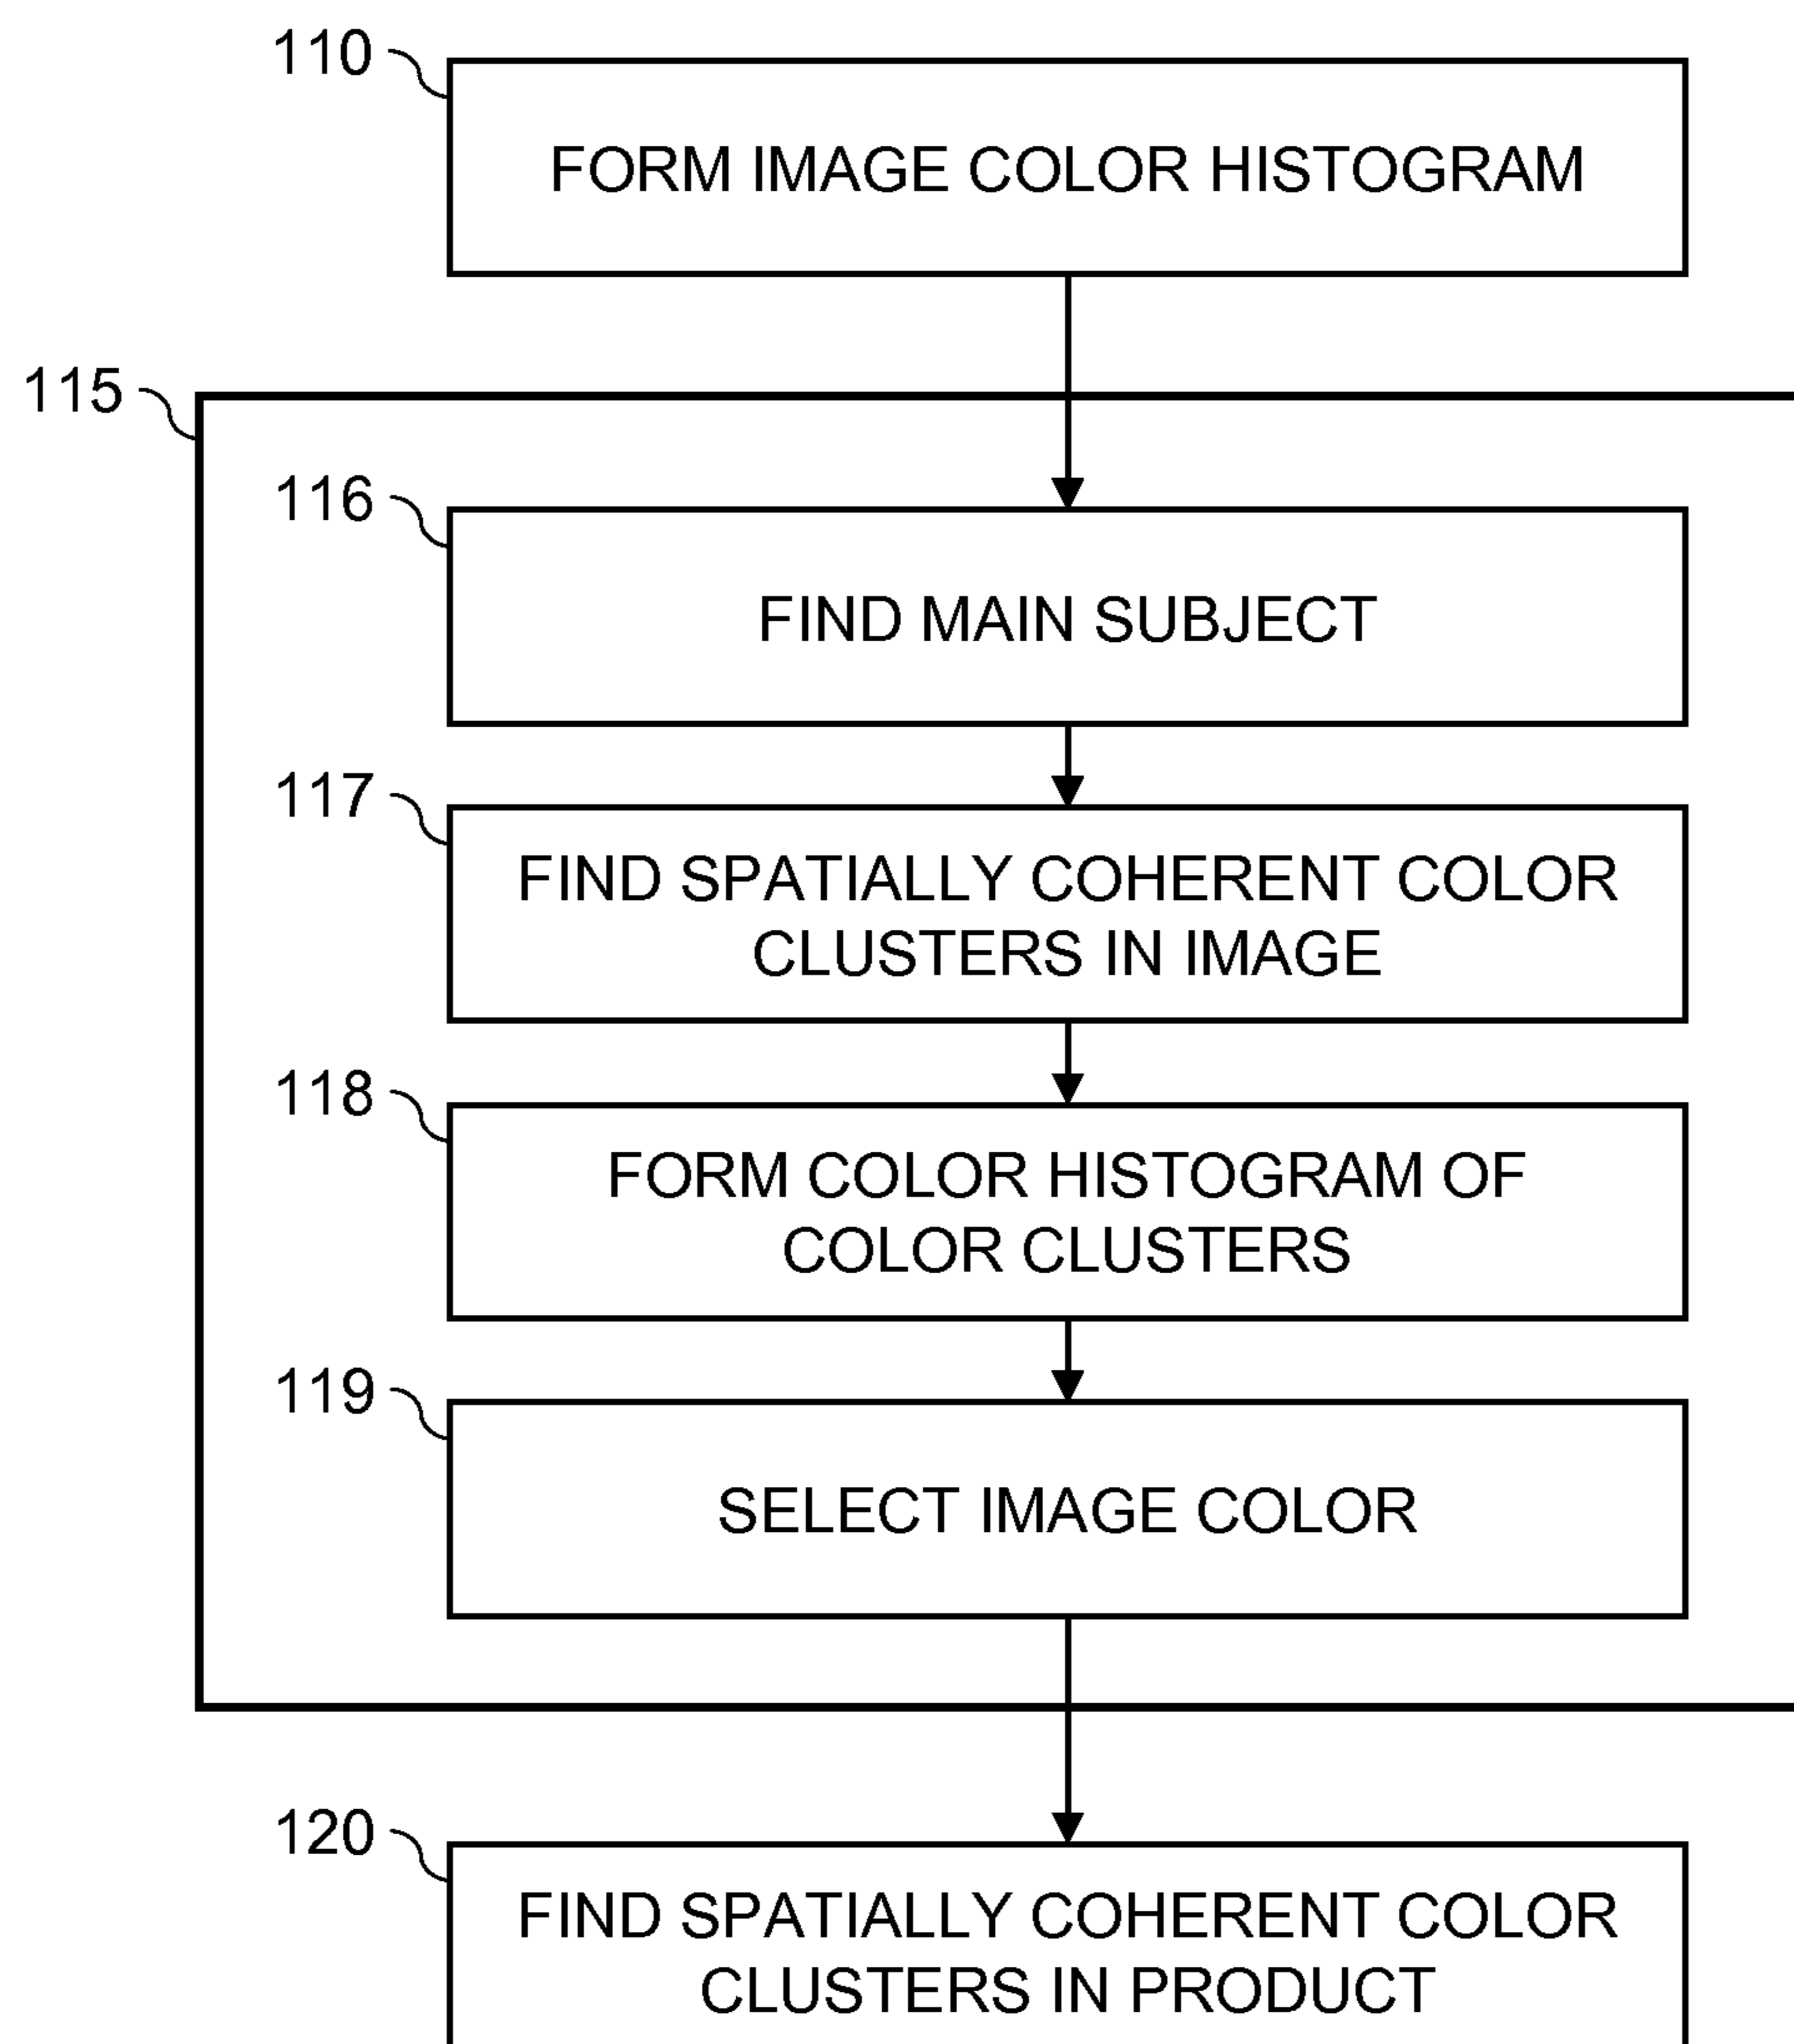 110
FORM IMAGE COLOR HISTOGRAM
115
116
FIND MAIN SUBJECT
117
FIND SPATIALLY COHERENT COLOR
CLUSTERS IN IMAGE
118
FORM COLOR HISTOGRAM OF
COLOR CLUSTERS
119
SELECT IMAGE COLOR
120
FIND SPATIALLY COHERENT COLOR
CLUSTERS IN PRODUCT